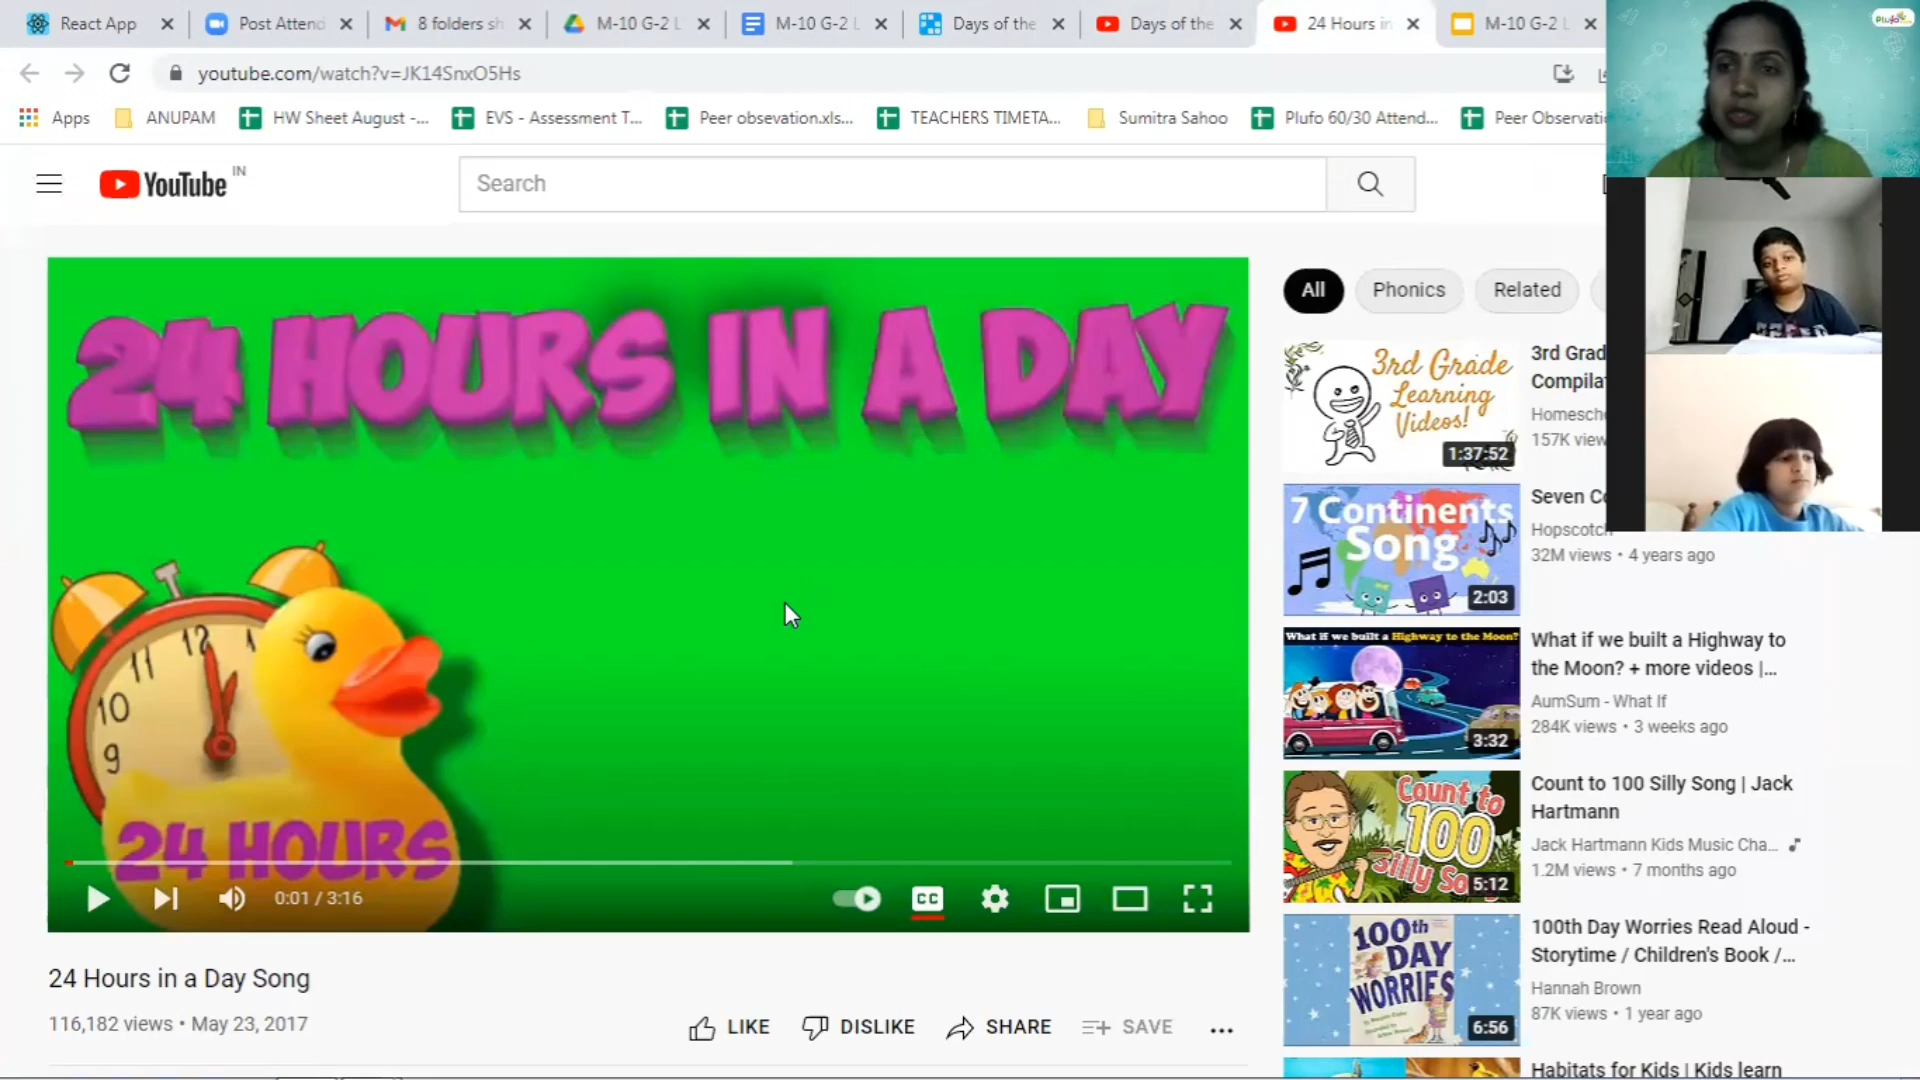 React App
Post Attend
8 folders sh
M-10 G-2 L
M-10 G-2 L
Days of the
Days of the
24 Hours in
M-10 G-2 L
youtube.com/watch?v=JK14SnxO5Hs
Apps
ANUPAM
HW Sheet August -...
EVS - Assessment T...
Peer obsevation.xls...
TEACHERS TIMETA...
Sumitra Sahoo
Plufo 60/30 Attend...
Peer Observati
YouTube IN
Search
24 HOURS IN A DAY
12
1
11
10
9
24 HOURS
0:01 / 3:16
CC
24 Hours in a Day Song
116,182 views • May 23, 2017
LIKE
DISLIKE
SHARE
SAVE
All
Phonics
Related
3rd Grade
Learning
Videos!
1:37:52
3rd Grad
Compilat
Homesch
157K view
7 Continents
Song
2:03
Seven Co
Hopscotch
32M views • 4 years ago
What if we built a Highway to the Moon?
3:32
What if we built a Highway to
the Moon? + more videos |...
AumSum - What If
284K views • 3 weeks ago
Count to
100
Silly So
5:12
Count to 100 Silly Song | Jack
Hartmann
Jack Hartmann Kids Music Cha...
1.2M views • 7 months ago
100th
DAY
WORRIES
6:56
100th Day Worries Read Aloud -
Storytime / Children's Book /...
Hannah Brown
87K views • 1 year ago
Habitats for Kids | Kids learn